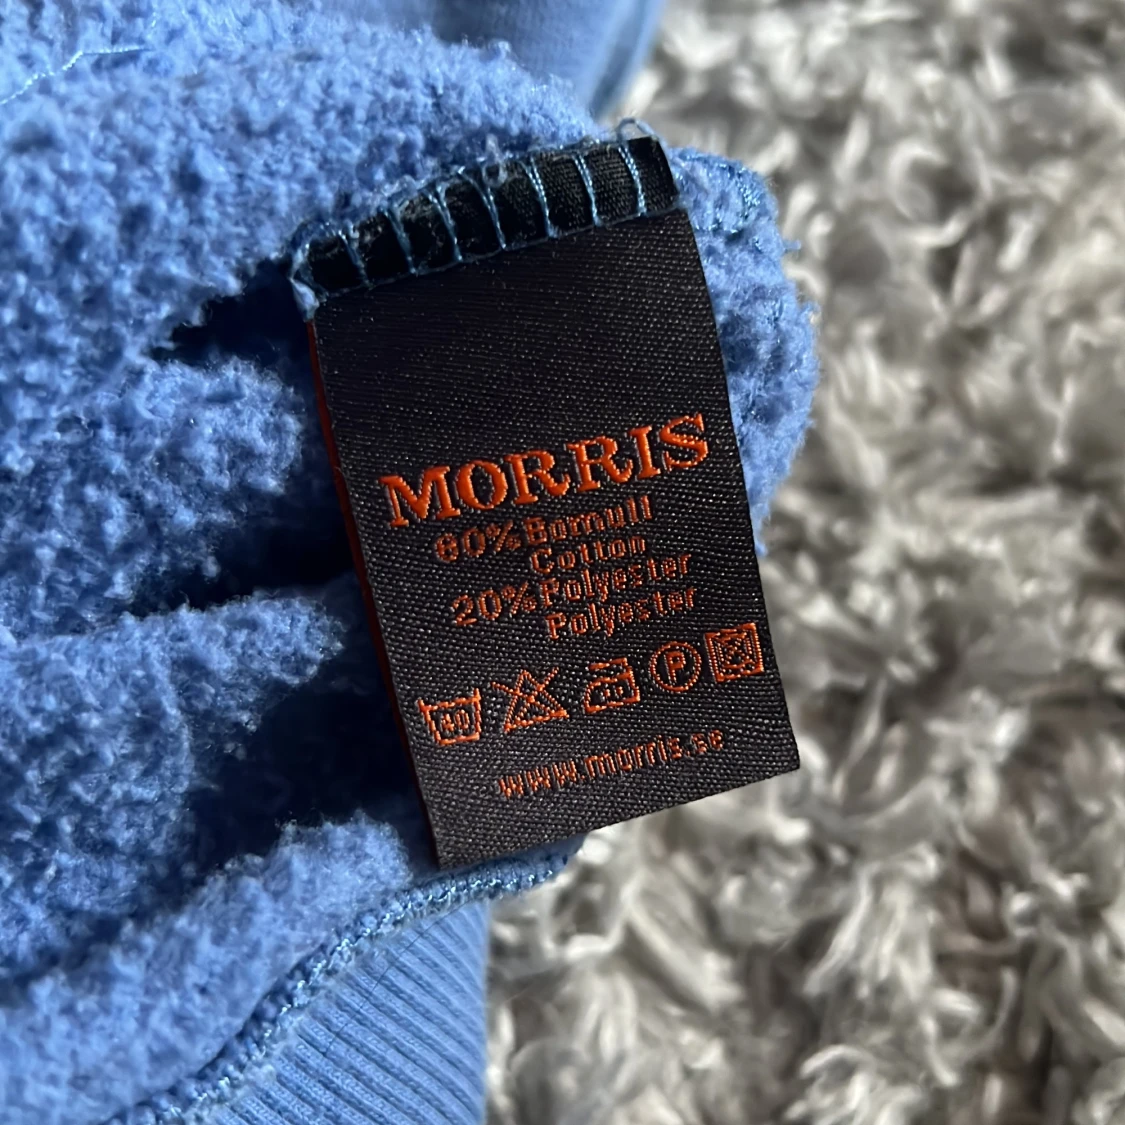 MORRIS
80%Bomull
Cotton
20%Polyester
Polyester
P
www.morris.se